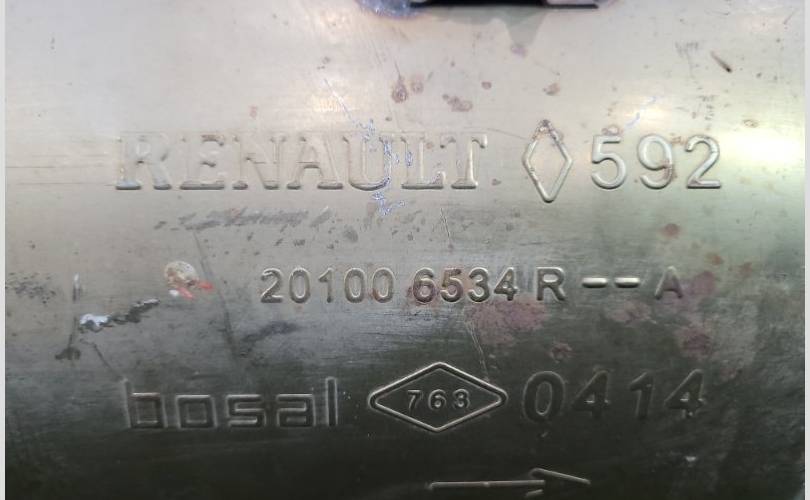 RENAULT ◊ 592
20100 6534 R -- A
bosal 763 0414